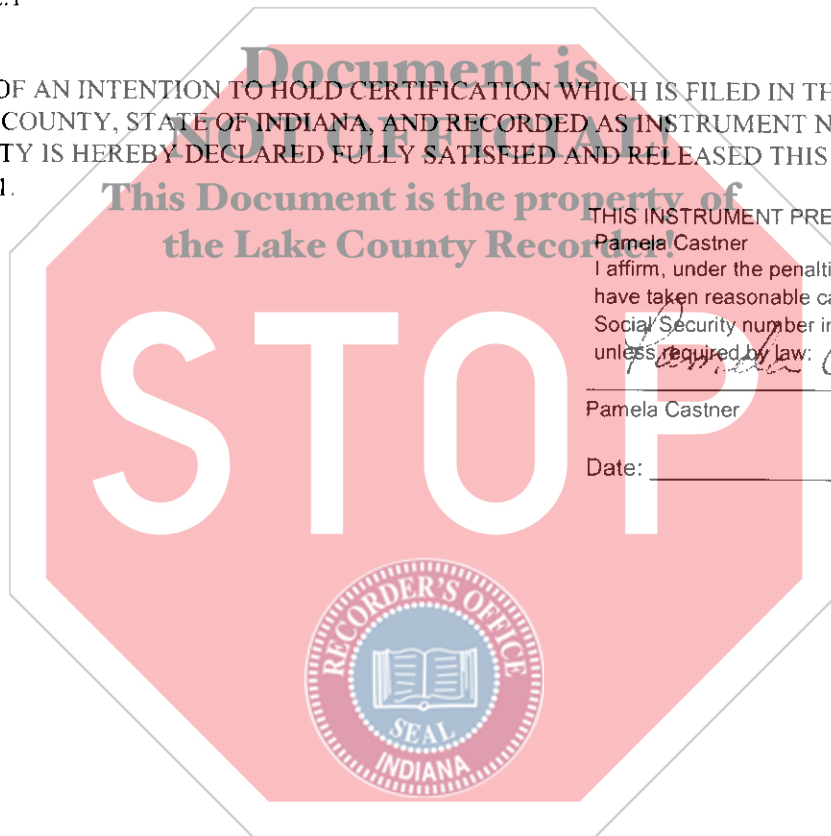 Document is
OF AN INTENTION TO HOLD CERTIFICATION WHICH IS FILED IN
COUNTY, STATE OF INDIANA, AND RECORDED AS INSTRUMENT
NOT OFFICIAL!
TY IS HEREBY DECLARED FULLY SATISFIED AND RELEASED THIS
1.
This Document is the property of
the Lake County Recorder!
THIS INSTRUMENT PRE
Pamela Castner
I affirm, under the penalti
have taken reasonable ca
Social Security number in
unless required by law:
Pamela Castner
Date:
STOP
RECORDER'S OFFICE
SEAL
INDIANA